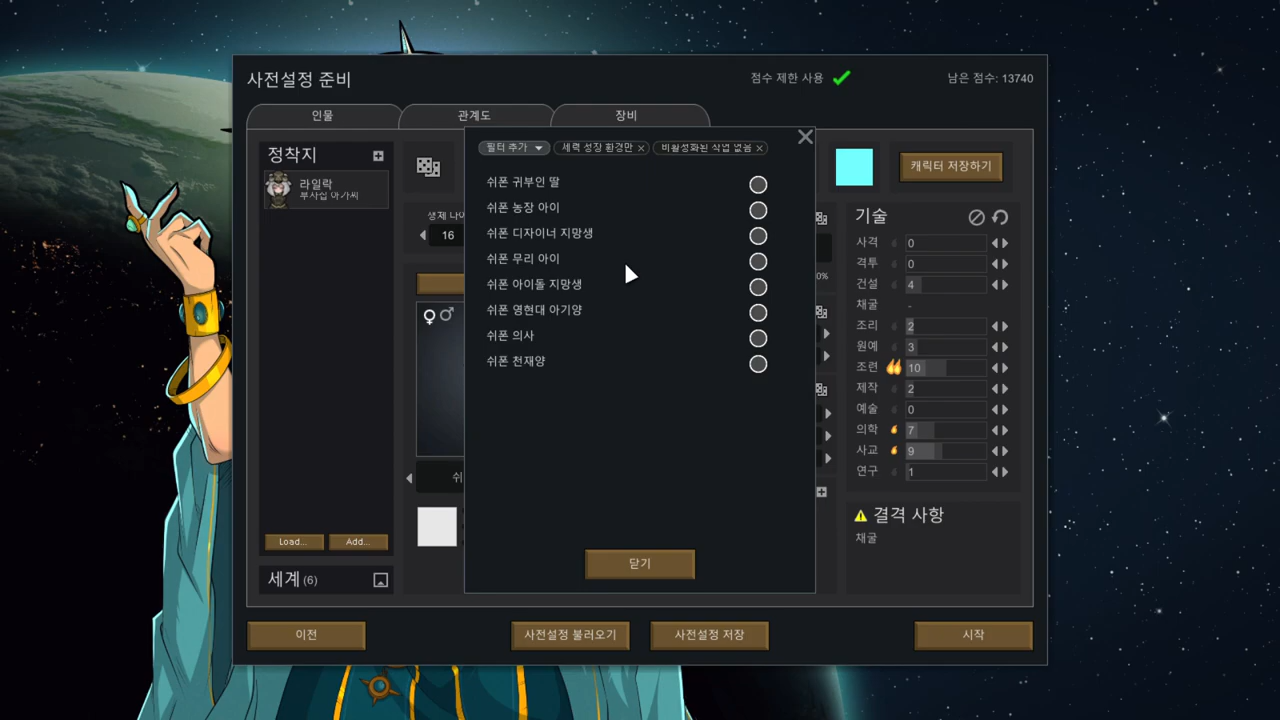 사전설정 준비
점수 제한 사용
남은 점수: 13740
인물
관계도
장비
정착지
라일락
부사십 아가씨
Load...
Add...
세계 (6)
생체 나이
16
쉬
필터 추가
세력 성장 환경만 ×
비활성화된 작업 없음 ×
쉬폰 귀부인 딸
쉬폰 농장 아이
쉬폰 디자이너 지망생
쉬폰 무리 아이
쉬폰 아이돌 지망생
쉬폰 영현대 아기양
쉬폰 의사
쉬폰 천재양
닫기
0%
캐릭터 저장하기
기술
사격 0
격투 0
건설 4
채굴 -
조리 2
원예 3
조련 10
제작 2
예술 0
의학 7
사교 9
연구 1
결격 사항
채굴
이전
사전설정 불러오기
사전설정 저장
시작